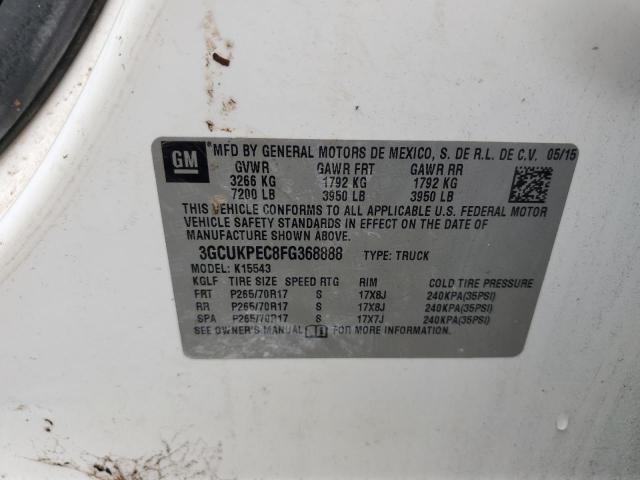 GM MFD BY GENERAL MOTORS DE MEXICO, S. DE R.L. DE C.V. 05/15
GVWR GAWR FRT GAWR RR
3266 KG 1792 KG 1792 KG
7200 LB 3950 LB 3950 LB
THIS VEHICLE CONFORMS TO ALL APPLICABLE U.S. FEDERAL MOTOR
VEHICLE SAFETY STANDARDS IN EFFECT ON THE DATE OF
MANUFACTURE SHOWN ABOVE.
3GCUKPEC8FG368888 TYPE: TRUCK
MODEL: K15543
KGLF TIRE SIZE SPEED RTG RIM COLD TIRE PRESSURE
FRT P265/70R17 S 17X8J 240KPA(35PSI)
RR P265/70R17 S 17X8J 240KPA(35PSI)
SPA P265/70R17 S 17X7J 240KPA(35PSI)
SEE OWNER'S MANUAL FOR MORE INFORMATION.